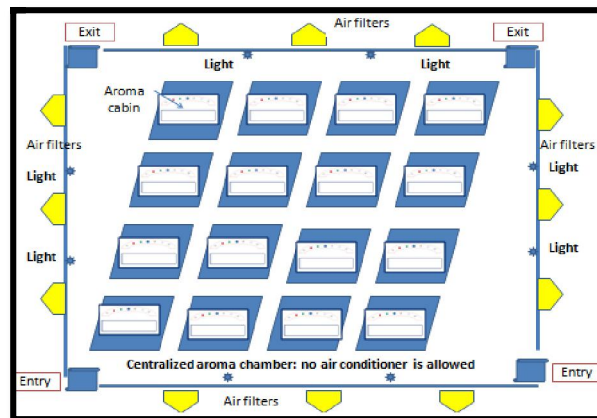 Air filters
Exit
Exit
Light
Light
Aroma
cabin
Air filters
Air filters
Light
Light
Light
Light
Centralized aroma chamber: no air conditioner is allowed
Entry
Entry
Air filters